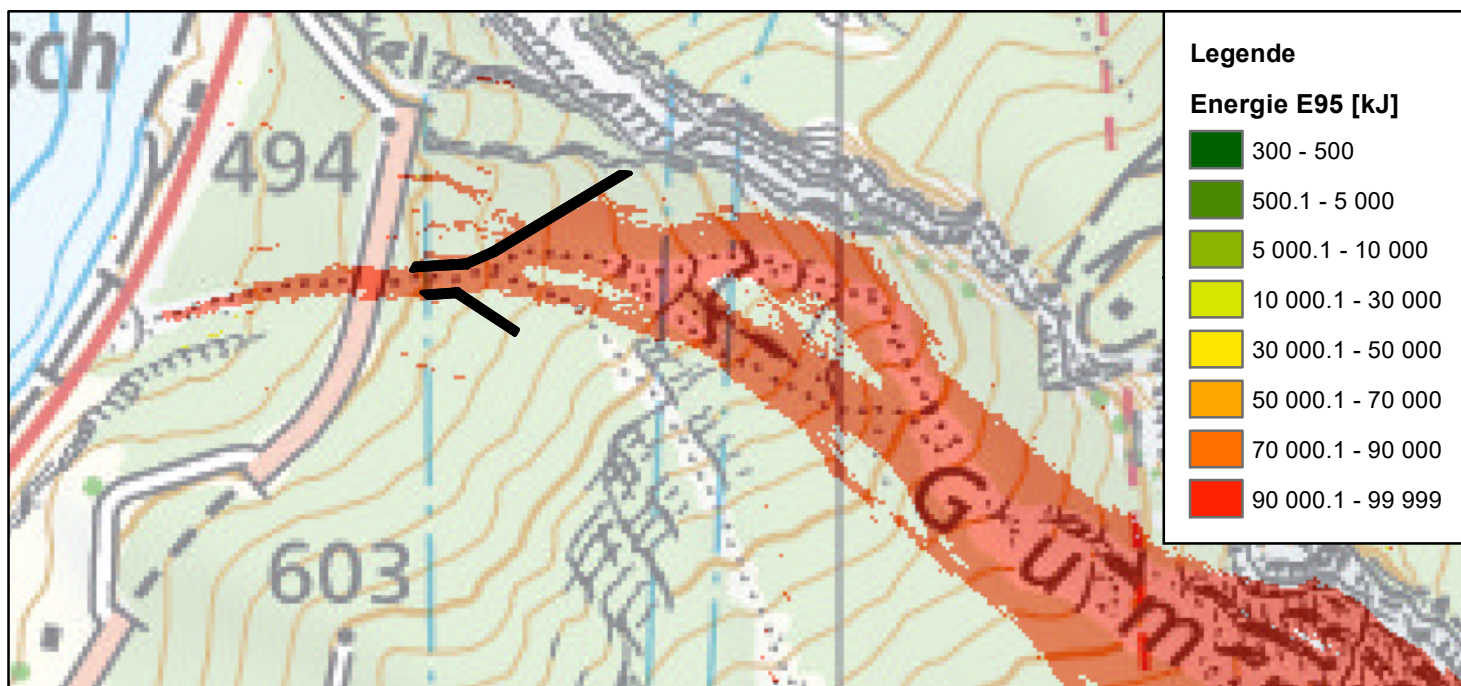 sch
494
603
Gurm
Legende
Energie E95 [kJ]
300 - 500
500.1 - 5 000
5 000.1 - 10 000
10 000.1 - 30 000
30 000.1 - 50 000
50 000.1 - 70 000
70 000.1 - 90 000
90 000.1 - 99 999